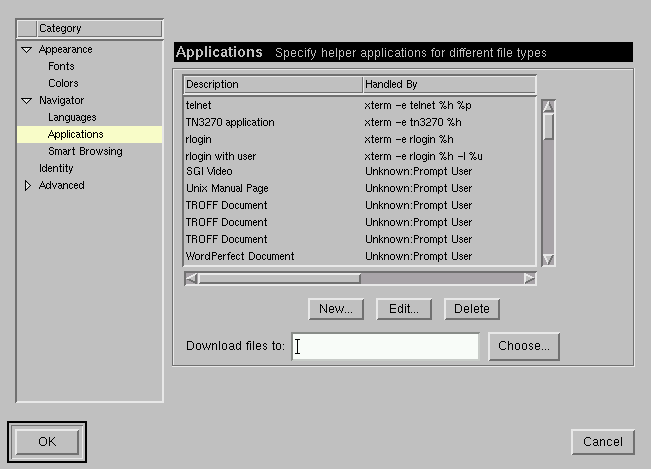 Category
Appearance
Fonts
Colors
Navigator
Languages
Applications
Smart Browsing
Identity
Advanced
Applications Specify helper applications for different file types
Description Handled By
telnet xterm -e telnet %h %p
TN3270 application xterm -e tn3270 %h
rlogin xterm -e rlogin %h
rlogin with user xterm -e rlogin %h -l %u
SGI Video Unknown:Prompt User
Unix Manual Page Unknown:Prompt User
TROFF Document Unknown:Prompt User
TROFF Document Unknown:Prompt User
TROFF Document Unknown:Prompt User
WordPerfect Document Unknown:Prompt User
New... Edit... Delete
Download files to: Choose...
OK Cancel